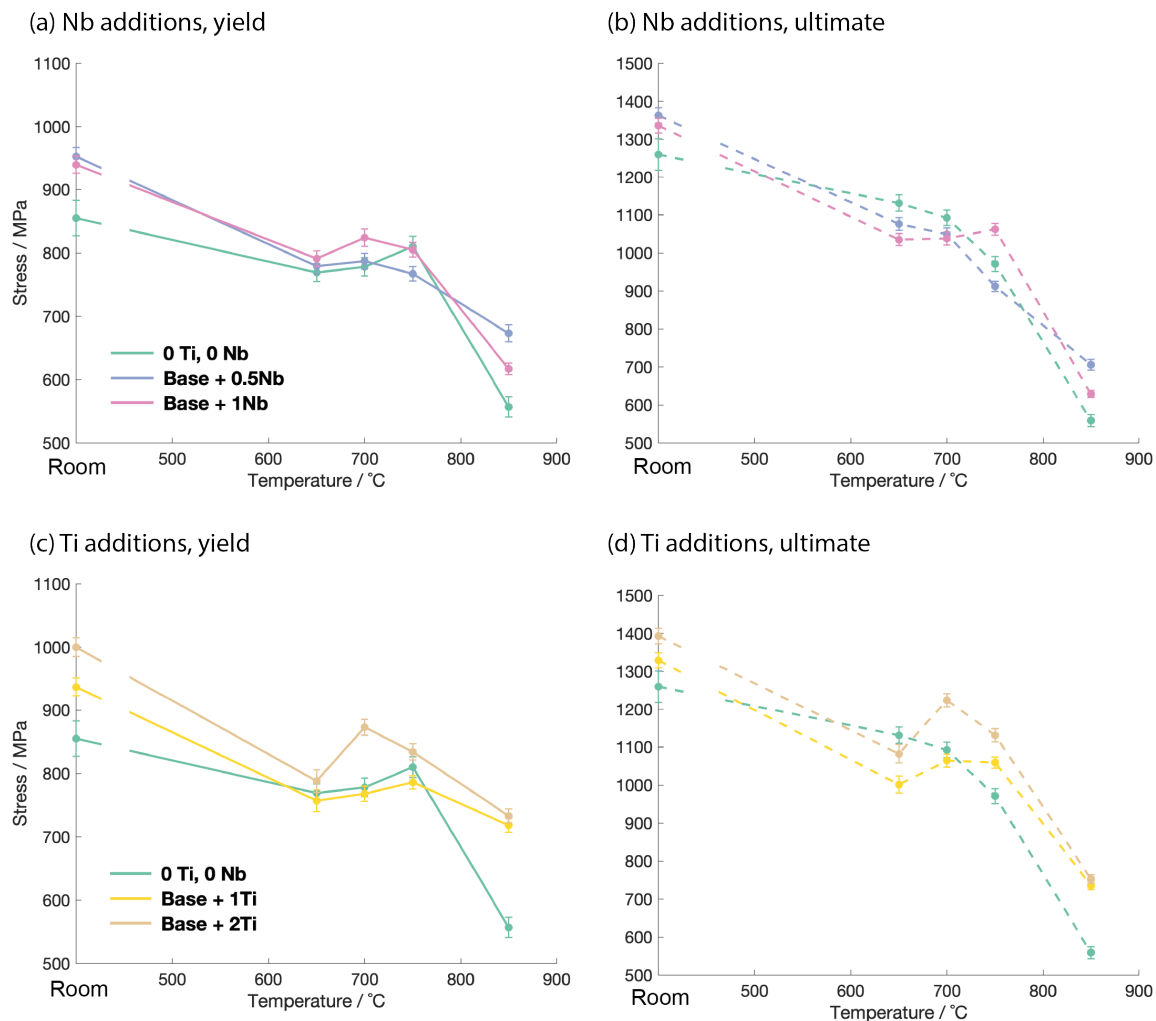 (a) Nb additions, yield
1100
1000
900
800
700
600
500
Stress / MPa
0 Ti, 0 Nb
Base + 0.5Nb
Base + 1Nb
Room
500
600
700
800
900
Temperature / °C
(b) Nb additions, ultimate
1500
1400
1300
1200
1100
1000
900
800
700
600
500
Room
500
600
700
800
900
Temperature / °C
(c) Ti additions, yield
1100
1000
900
800
700
600
500
Stress / MPa
0 Ti, 0 Nb
Base + 1Ti
Base + 2Ti
Room
500
600
700
800
900
Temperature / °C
(d) Ti additions, ultimate
1500
1400
1300
1200
1100
1000
900
800
700
600
500
Room
500
600
700
800
900
Temperature / °C